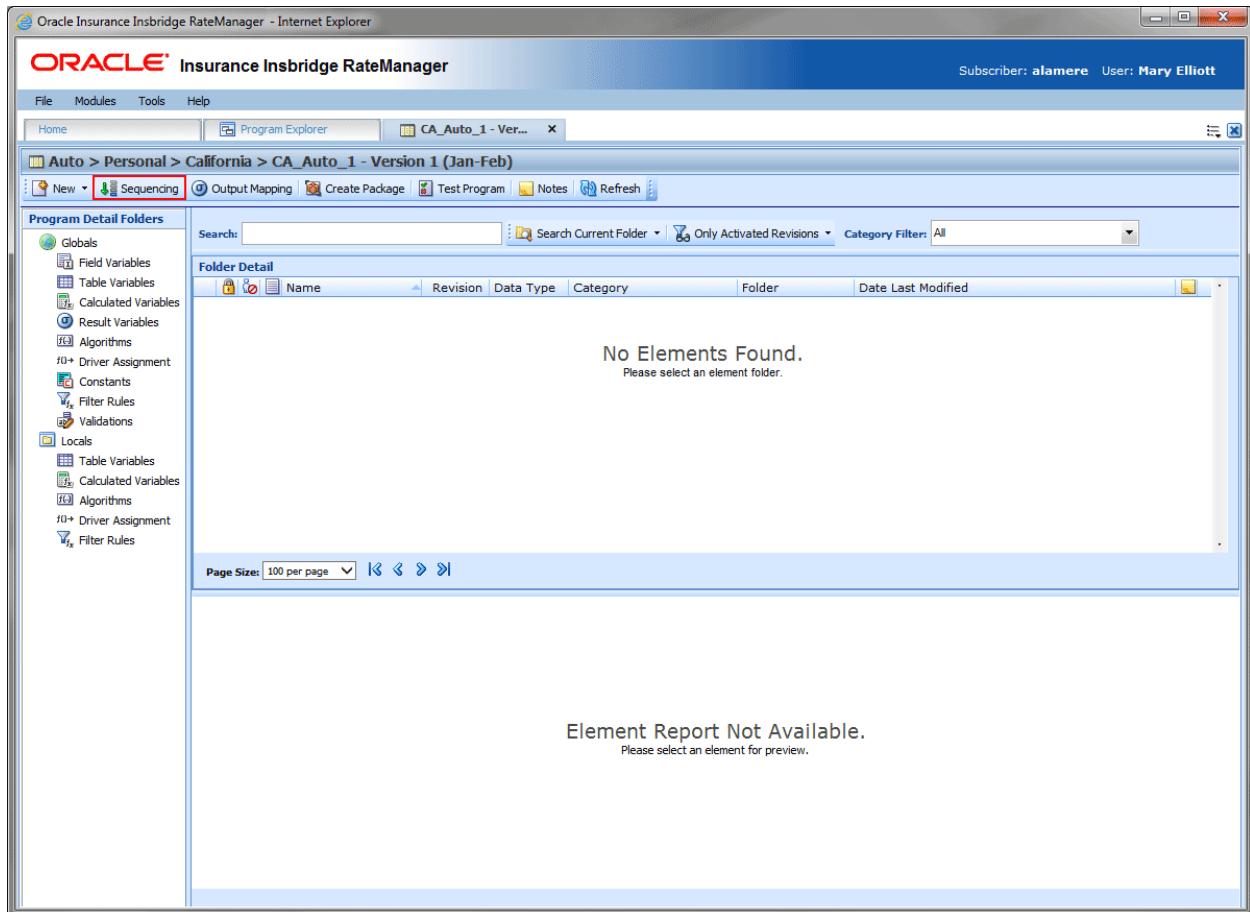 Oracle Insurance Insbridge RateManager - Internet Explorer
ORACLE Insurance Insbridge RateManager
Subscriber: alamere User: Mary Elliott
File Modules Tools Help
Home Program Explorer CA_Auto_1 - Ver... x
Auto > Personal > California > CA_Auto_1 - Version 1 (Jan-Feb)
New Sequencing Output Mapping Create Package Test Program Notes Refresh
Program Detail Folders
Globals
Field Variables
Table Variables
Calculated Variables
Result Variables
Algorithms
Driver Assignment
Constants
Filter Rules
Validations
Locals
Table Variables
Calculated Variables
Algorithms
Driver Assignment
Filter Rules
Search: Search Current Folder Only Activated Revisions Category Filter: All
Folder Detail
Name Revision Data Type Category Folder Date Last Modified
No Elements Found.
Please select an element folder.
Page Size: 100 per page
Element Report Not Available.
Please select an element for preview.